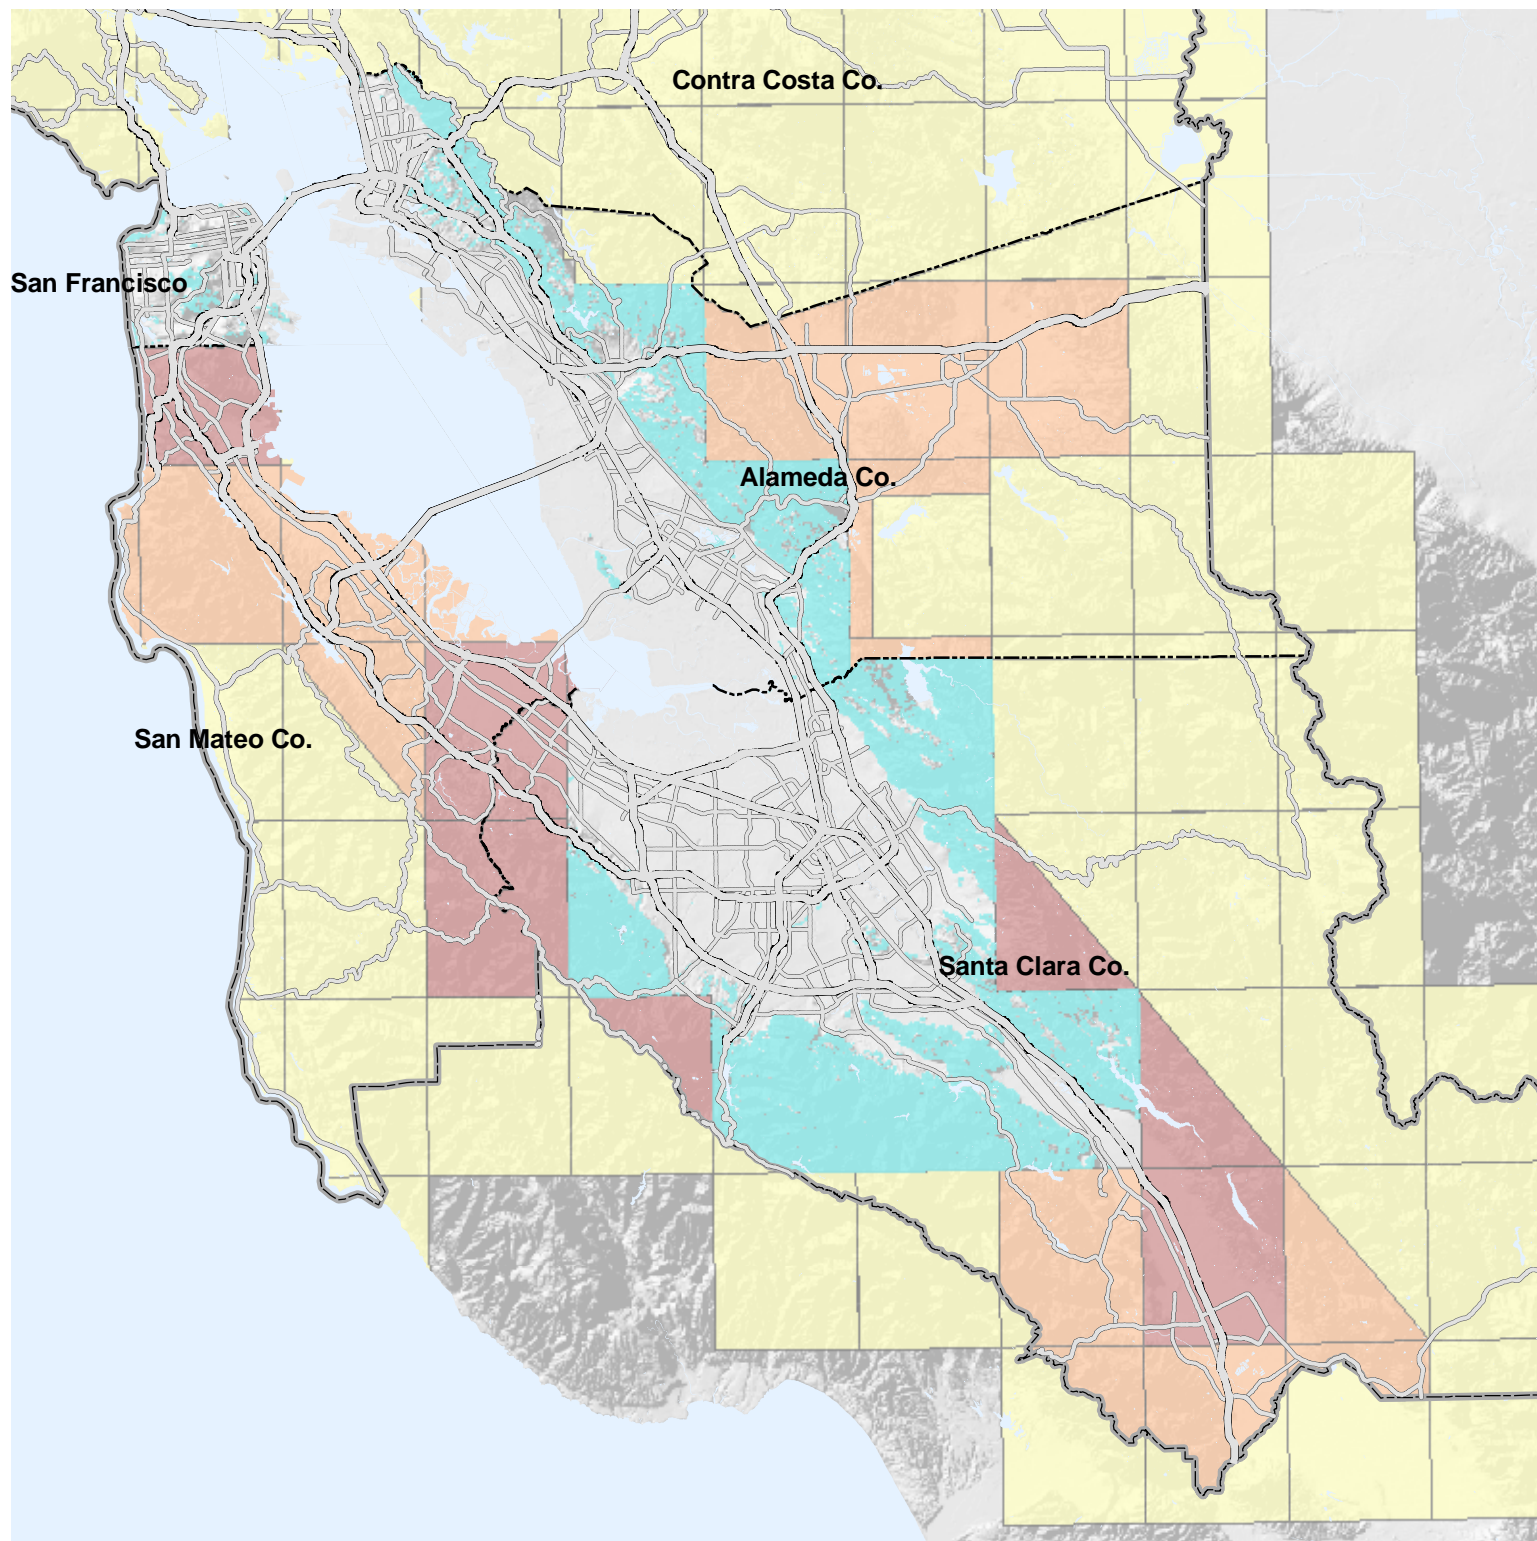 Contra Costa Co.
San Francisco
Alameda Co.
San Mateo Co.
Santa Clara Co.